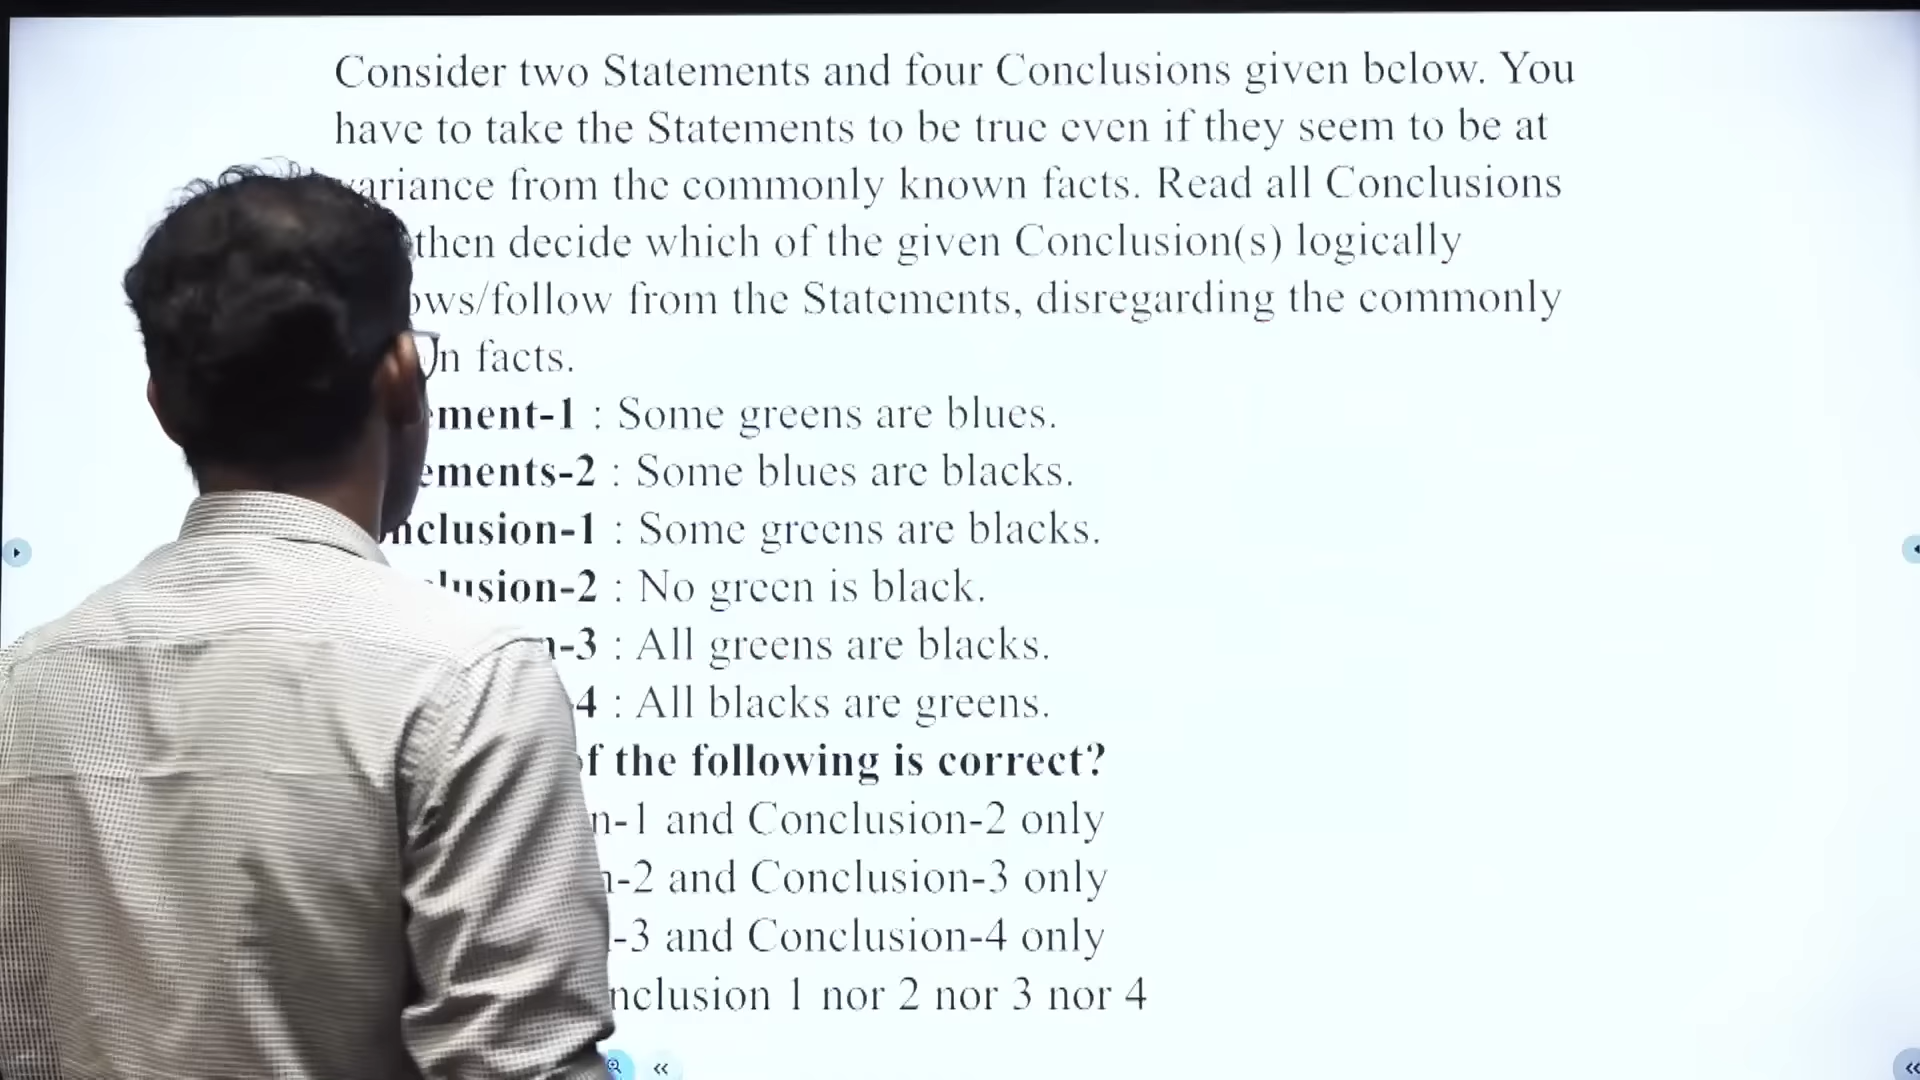 Consider two Statements and four Conclusions given below. You
have to take the Statements to be true even if they seem to be at
variance from the commonly known facts. Read all Conclusions
then decide which of the given Conclusion(s) logically
ows/follow from the Statements, disregarding the commonly
n facts.
ment-1 : Some greens are blues.
ements-2 : Some blues are blacks.
nclusion-1 : Some greens are blacks.
lusion-2 : No green is black.
n-3 : All greens are blacks.
-4 : All blacks are greens.
f the following is correct?
n-1 and Conclusion-2 only
-2 and Conclusion-3 only
-3 and Conclusion-4 only
nclusion 1 nor 2 nor 3 nor 4